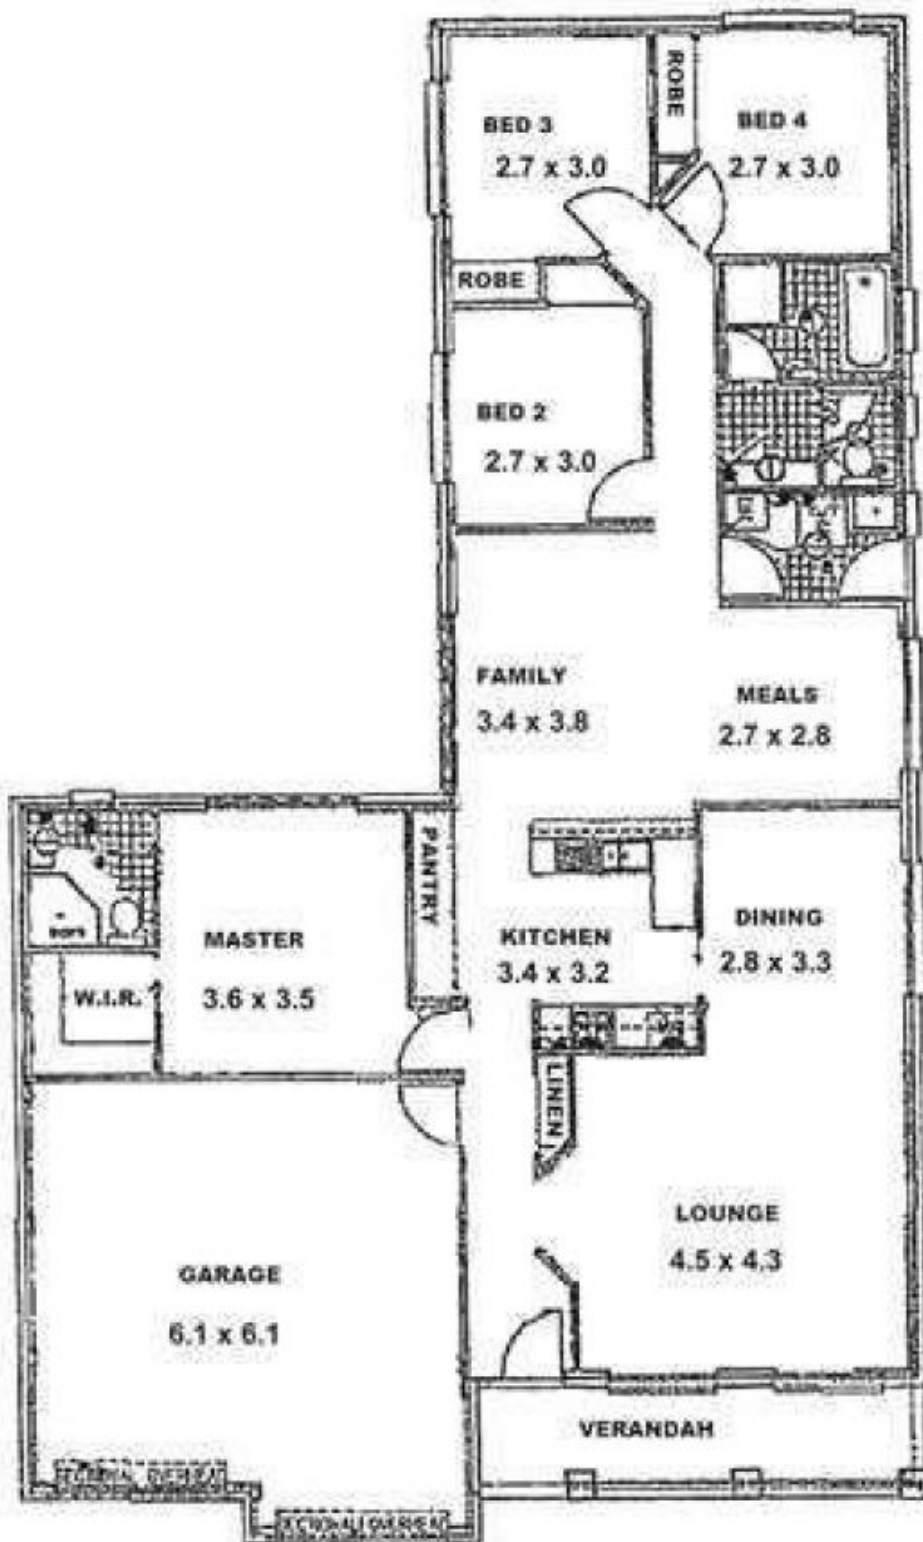 BED 3
2.7 x 3.0
ROBE
BED 4
2.7 x 3.0
ROBE
BED 2
2.7 x 3.0
FAMILY
3.4 x 3.8
MEALS
2.7 x 2.8
PANTRY
MASTER
3.6 x 3.5
W.I.R.
KITCHEN
3.4 x 3.2
DINING
2.8 x 3.3
LINEN
LOUNGE
4.5 x 4.3
GARAGE
6.1 x 6.1
VERANDAH